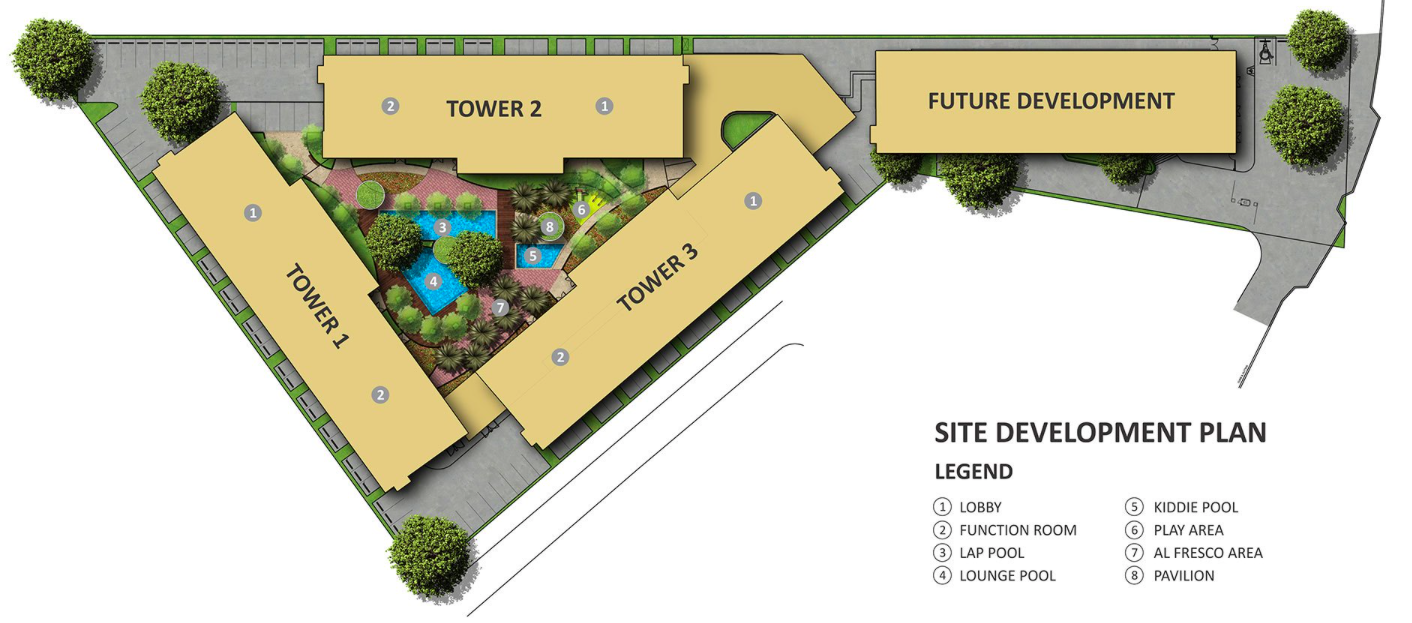 TOWER 2
2
1
FUTURE DEVELOPMENT
TOWER 1
1
2
TOWER 3
1
2
3
4
5
6
7
8
SITE DEVELOPMENT PLAN
LEGEND
1 LOBBY
2 FUNCTION ROOM
3 LAP POOL
4 LOUNGE POOL
5 KIDDIE POOL
6 PLAY AREA
7 AL FRESCO AREA
8 PAVILION